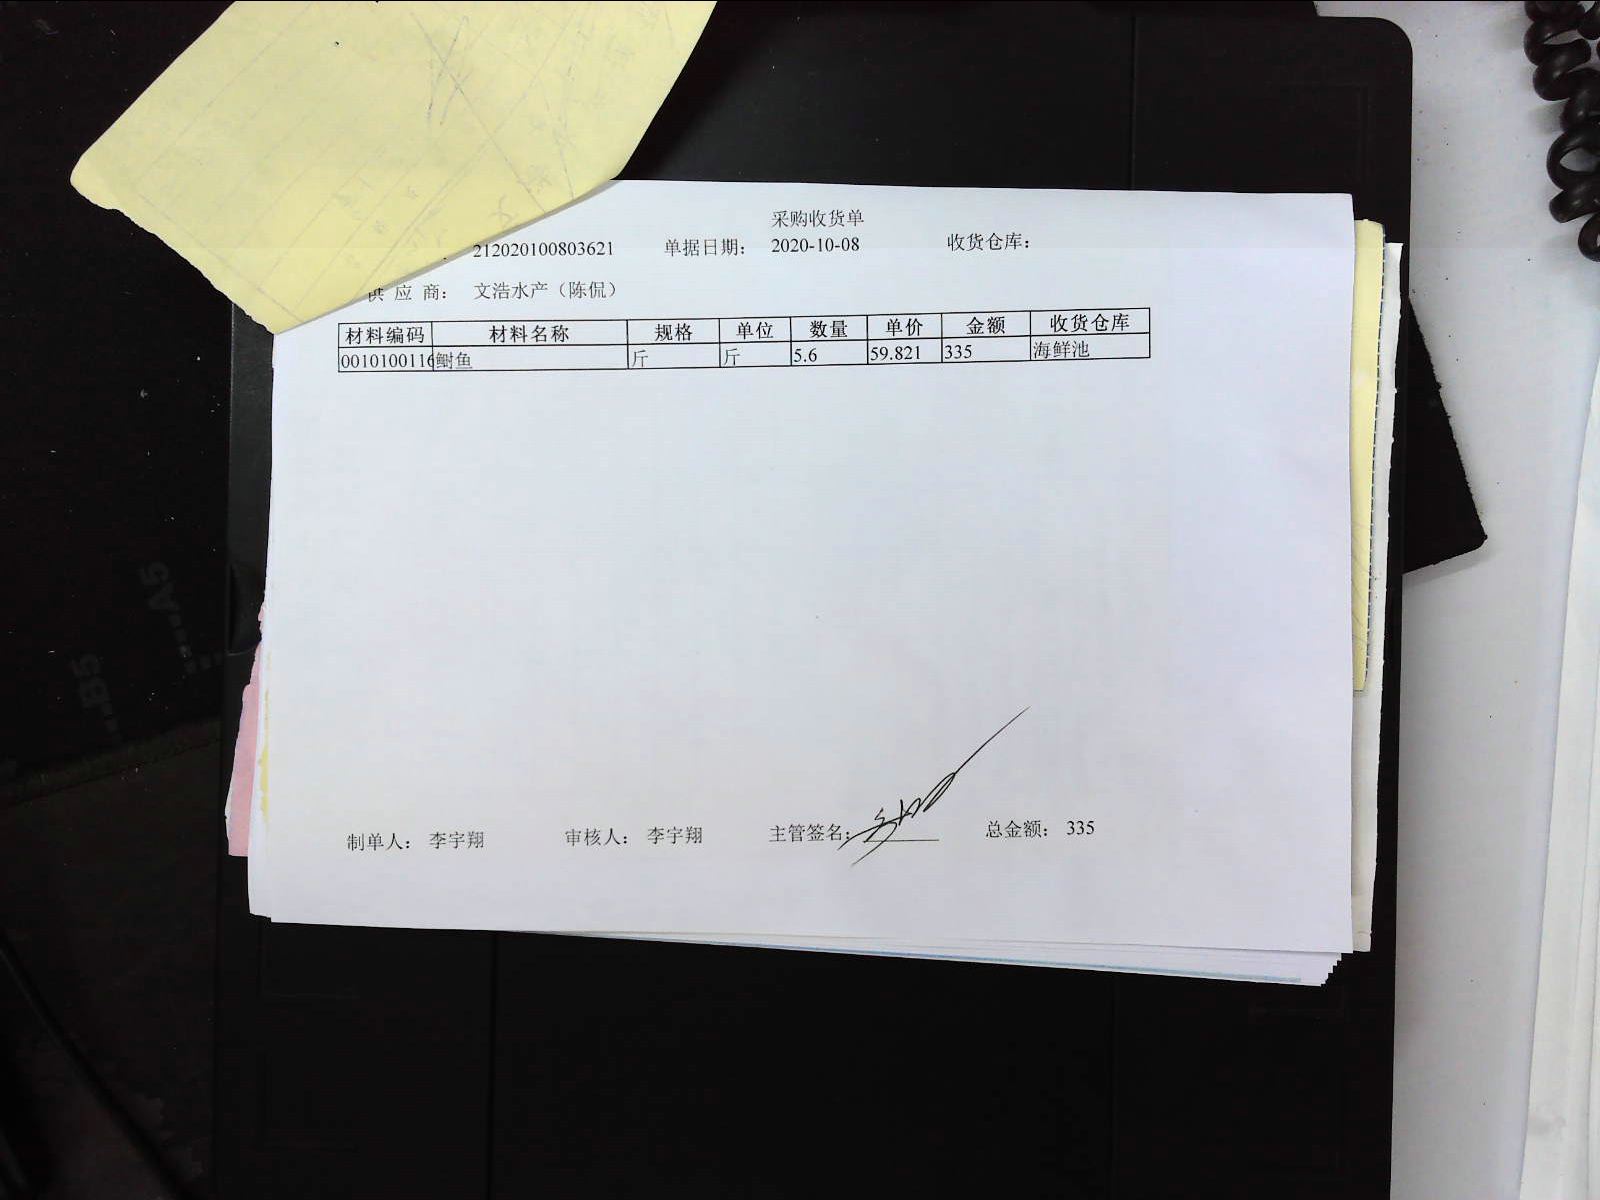 采购收货单
212020100803621 单据日期： 2020-10-08 收货仓库：
供 应 商： 文浩水产（陈侃）
材料编码 材料名称 规格 单位 数量 单价 金额 收货仓库
0010100116 鲥鱼 斤 斤 5.6 59.821 335 海鲜池
制单人： 李宇翔 审核人： 李宇翔 主管签名： 总金额： 335
A5
B5